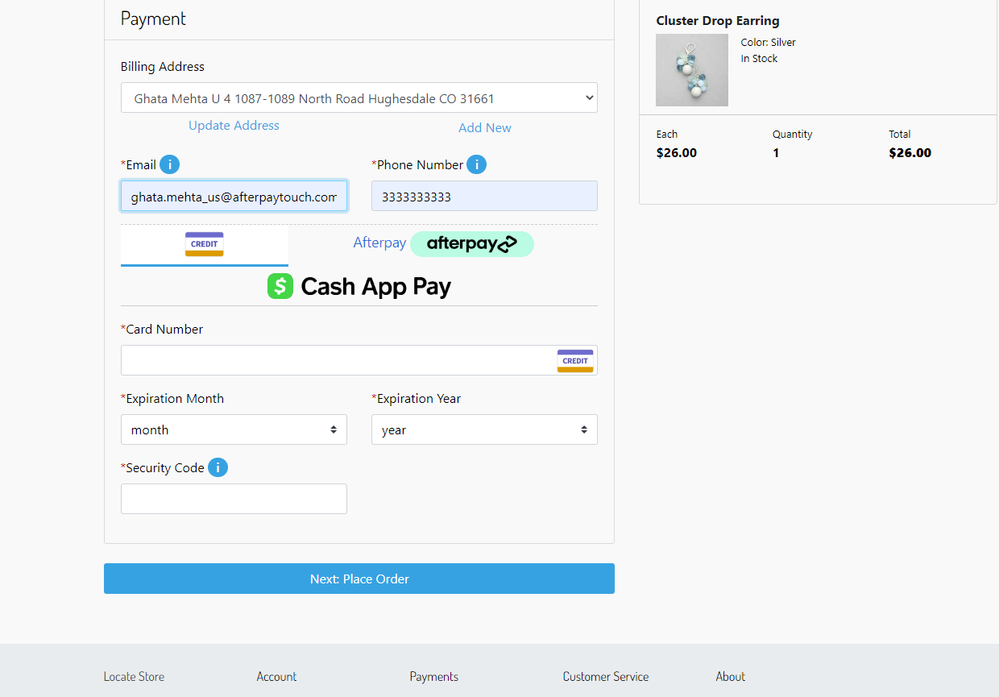 Payment
Billing Address
Ghata Mehta U 4 1087-1089 North Road Hughesdale CO 31661
Update Address
Add New
*Email i
*Phone Number i
ghata.mehta_us@afterpaytouch.com
3333333333
CREDIT
Afterpay afterpay
$ Cash App Pay
*Card Number
CREDIT
*Expiration Month
*Expiration Year
month
year
*Security Code i
Next: Place Order
Cluster Drop Earring
Color: Silver
In Stock
Each Quantity Total
$26.00 1 $26.00
Locate Store Account Payments Customer Service About